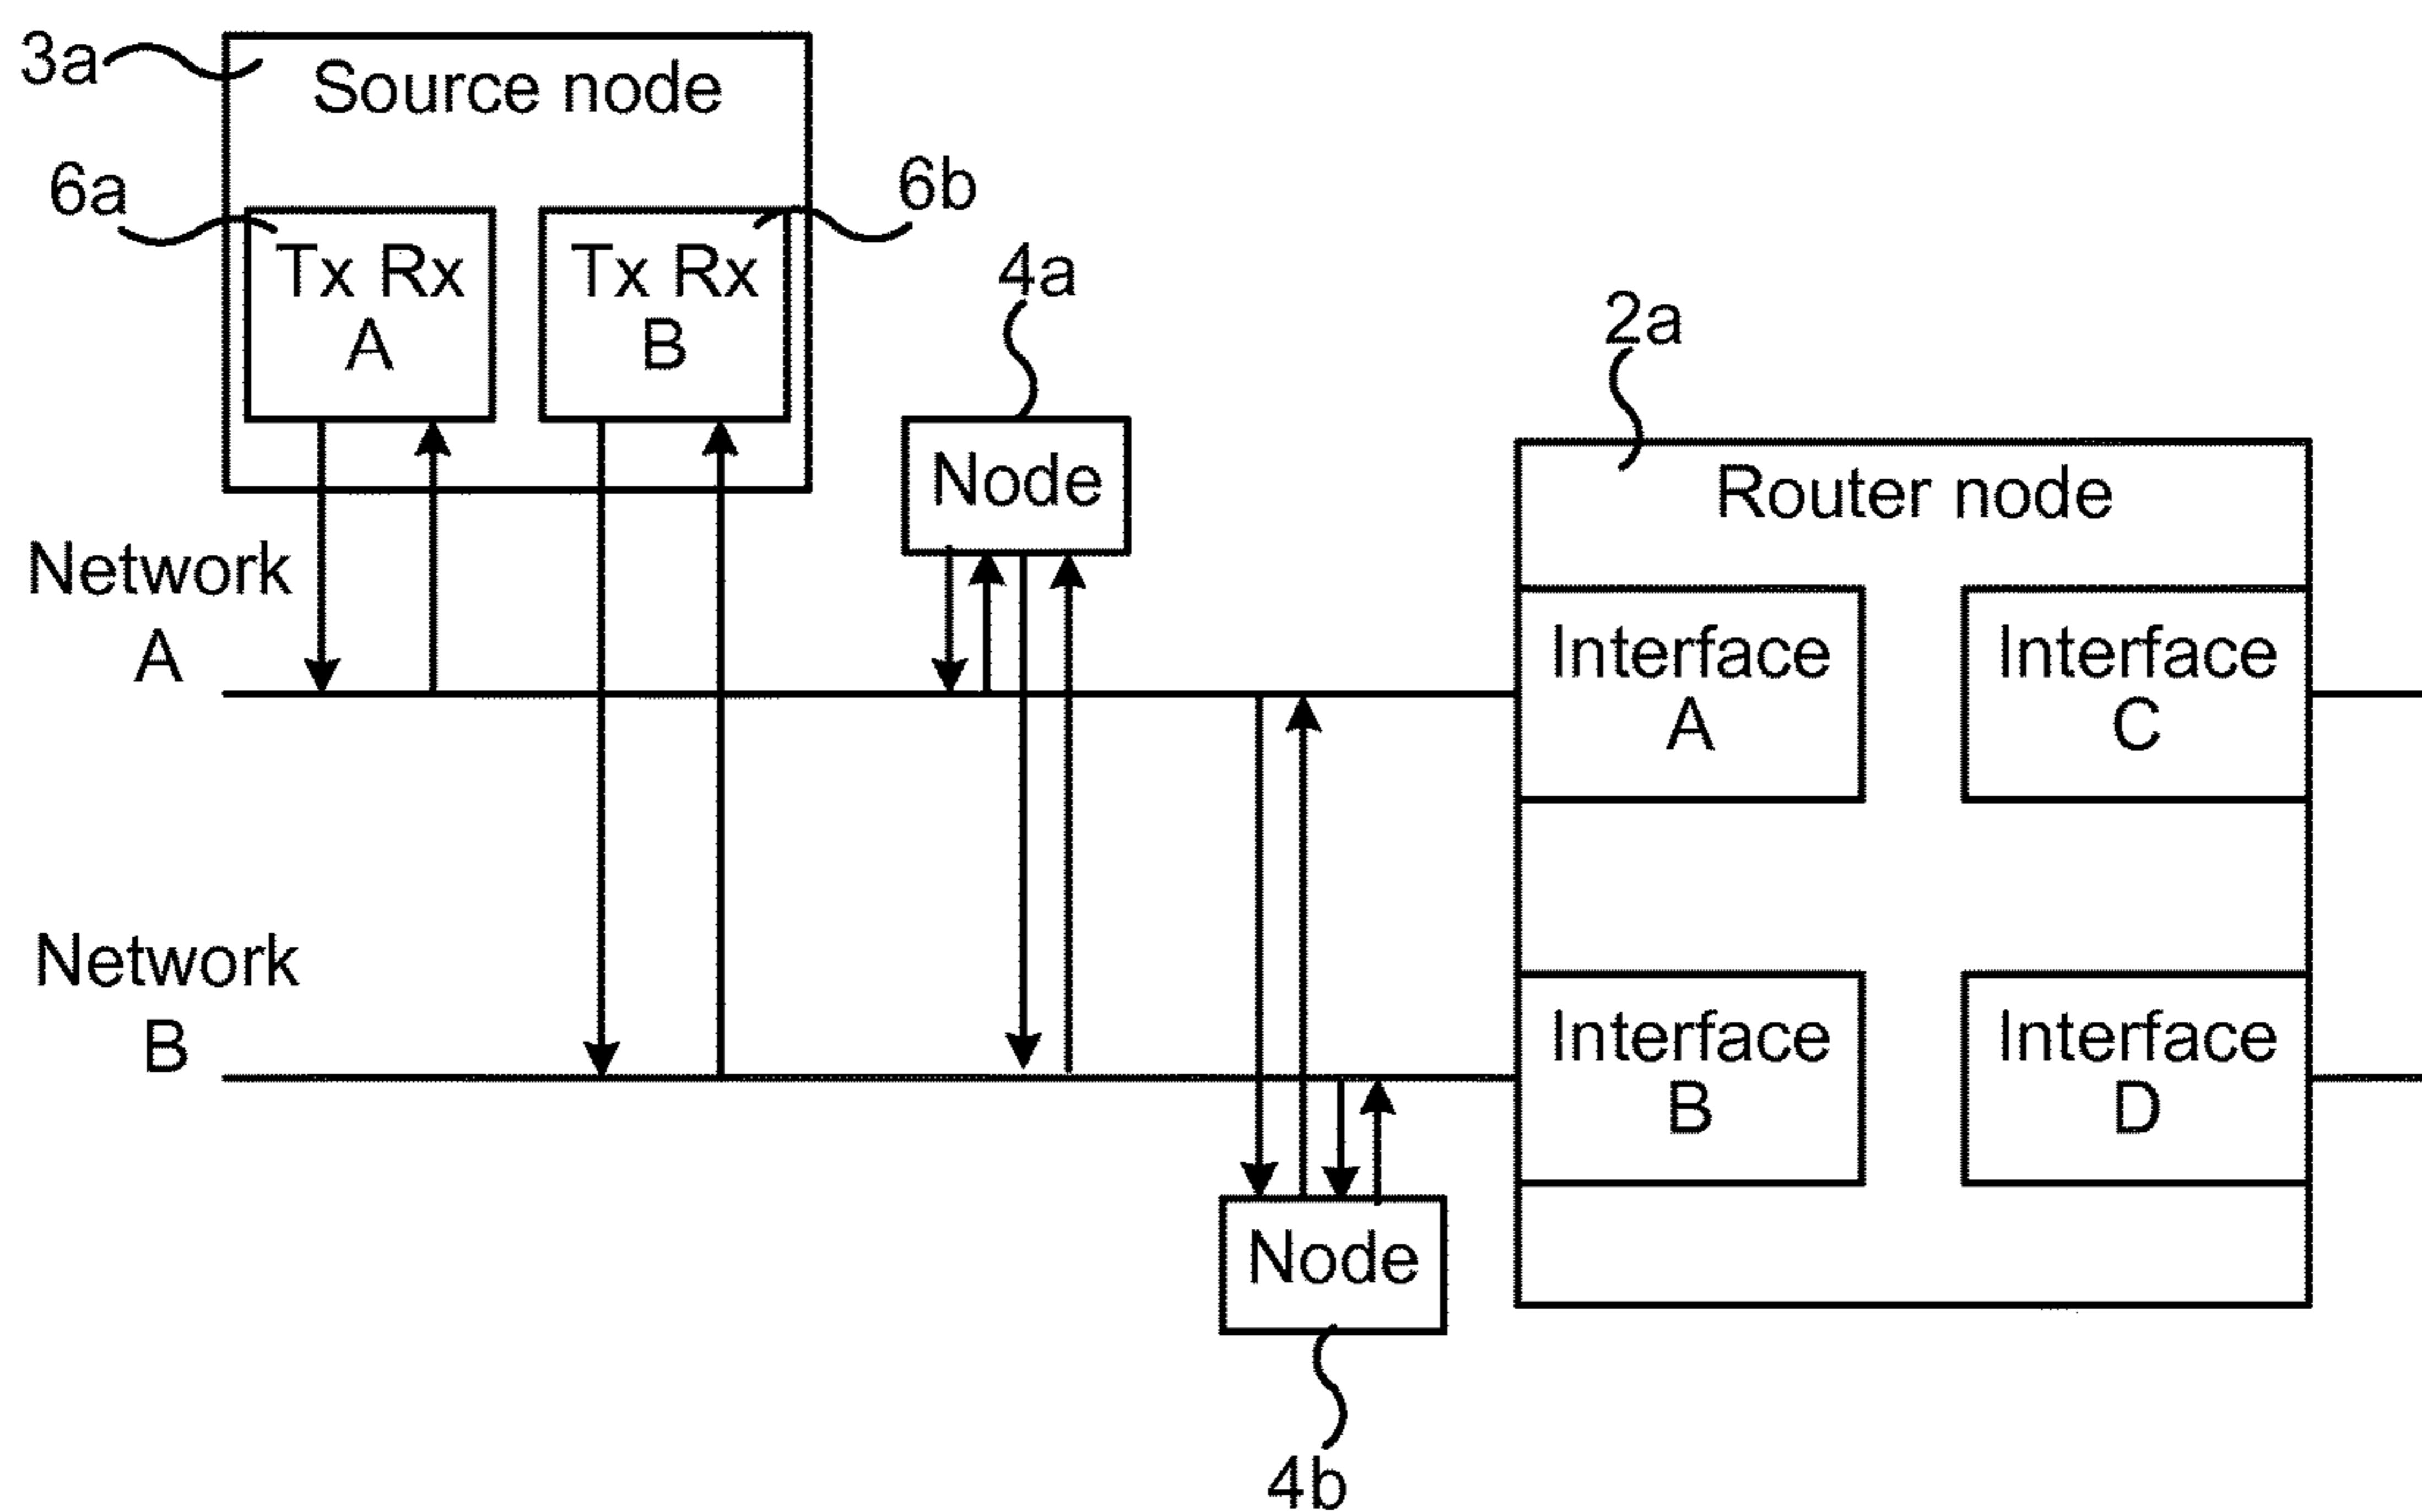 3a
Source node
6a
6b
Tx Rx
A
Tx Rx
B
4a
Node
2a
Router node
Network
A
Interface
A
Interface
C
Network
B
Interface
B
Interface
D
Node
4b